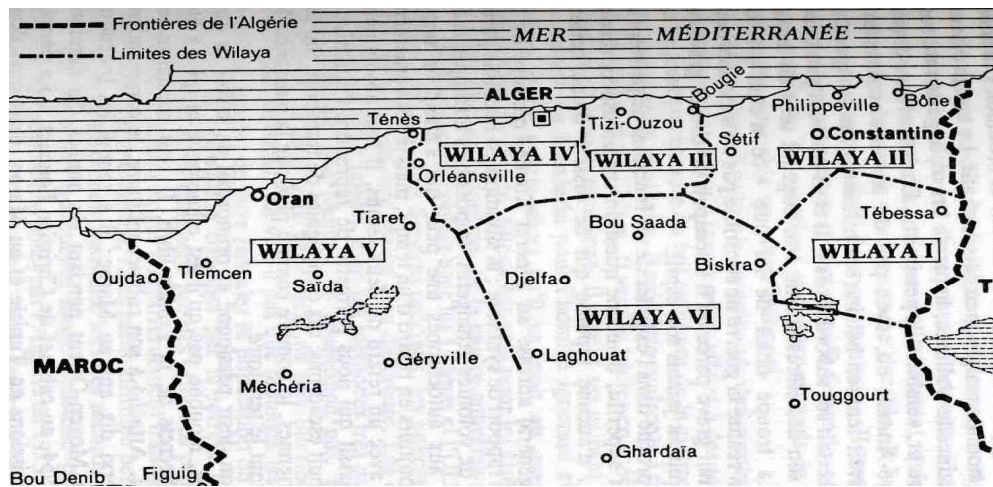 Frontières de l'Algérie
Limites des Wilaya
MER MÉDITERRANÉE
ALGER
Bougie
Philippeville
Bône
Ténès
Tizi-Ouzou
Sétif
Constantine
WILAYA IV
WILAYA III
WILAYA II
Orléansville
Oran
Tiaret
Bou Saada
Tébessa
WILAYA V
WILAYA I
Oujda
Tlemcen
Saïda
Djelfa
Biskra
T
WILAYA VI
MAROC
Géryville
Laghouat
Méchéria
Touggourt
Ghardaïa
Bou Denib
Figuig